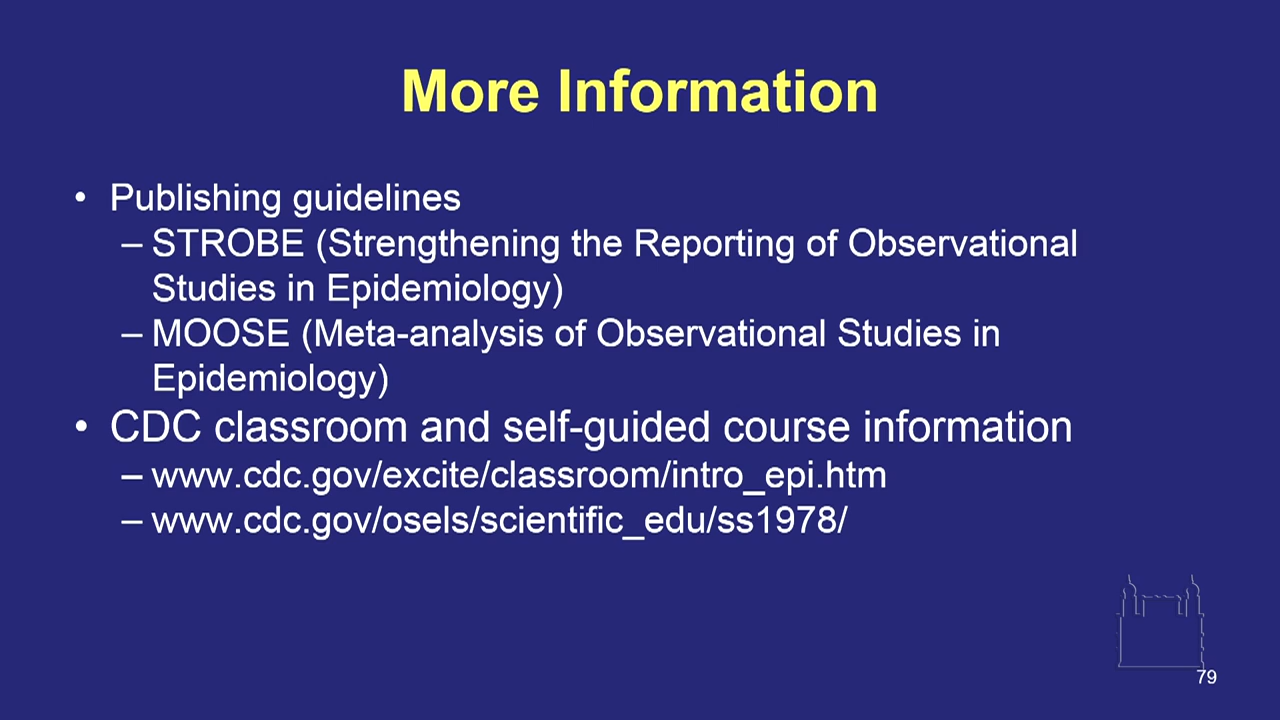 More Information
• Publishing guidelines
– STROBE (Strengthening the Reporting of Observational
Studies in Epidemiology)
– MOOSE (Meta-analysis of Observational Studies in
Epidemiology)
• CDC classroom and self-guided course information
– www.cdc.gov/excite/classroom/intro_epi.htm
– www.cdc.gov/osels/scientific_edu/ss1978/
79